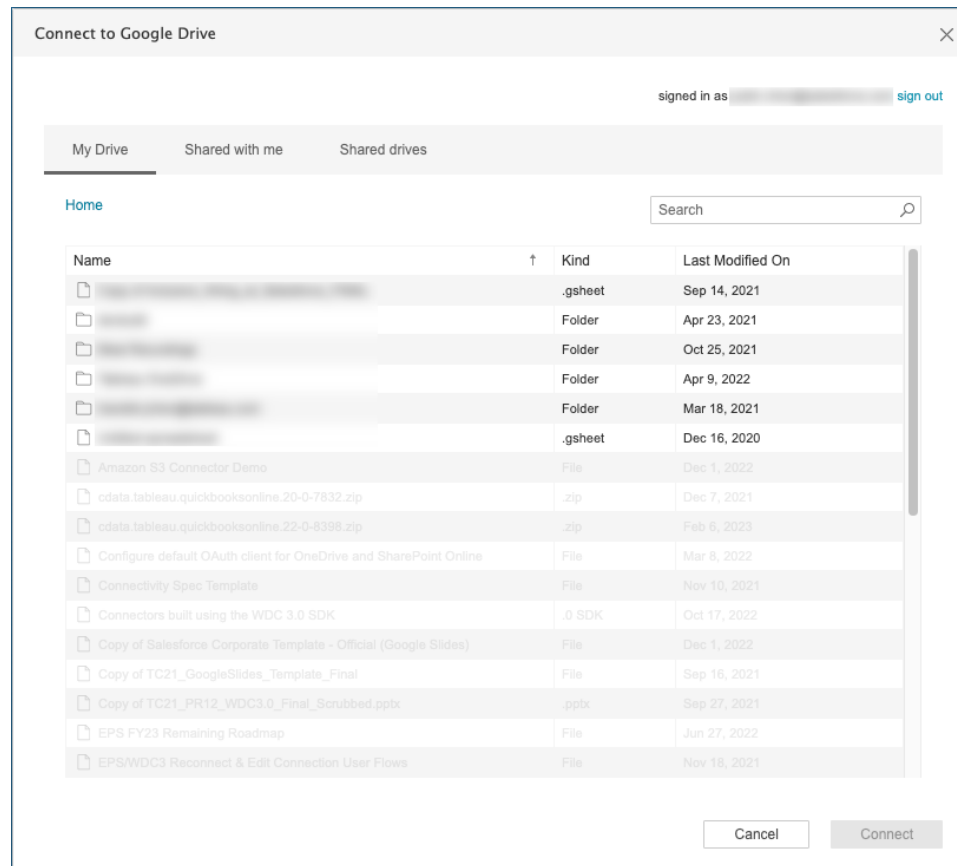 Connect to Google Drive
signed in as sign out
My Drive Shared with me Shared drives
Home
Search
Name ↑ Kind Last Modified On
.gsheet Sep 14, 2021
Folder Apr 23, 2021
Folder Oct 25, 2021
Folder Apr 9, 2022
Folder Mar 18, 2021
.gsheet Dec 16, 2020
Amazon S3 Connector Demo File Dec 1, 2022
cdata.tableau.quickbooksonline.20-0-7832.zip .zip Dec 7, 2021
cdata.tableau.quickbooksonline.22-0-8398.zip .zip Feb 6, 2023
Configure default OAuth client for OneDrive and SharePoint Online File Mar 8, 2022
Connectivity Spec Template File Nov 10, 2021
Connectors built using the WDC 3.0 SDK .0 SDK Oct 17, 2022
Copy of Salesforce Corporate Template - Official (Google Slides) File Dec 1, 2022
Copy of TC21_GoogleSlides_Template_Final File Sep 16, 2021
Copy of TC21_PR12_WDC3.0_Final_Scrubbed.pptx .pptx Sep 27, 2021
EPS FY23 Remaining Roadmap File Jun 27, 2022
EPS/WDC3 Reconnect & Edit Connection User Flows File Nov 18, 2021
Cancel Connect